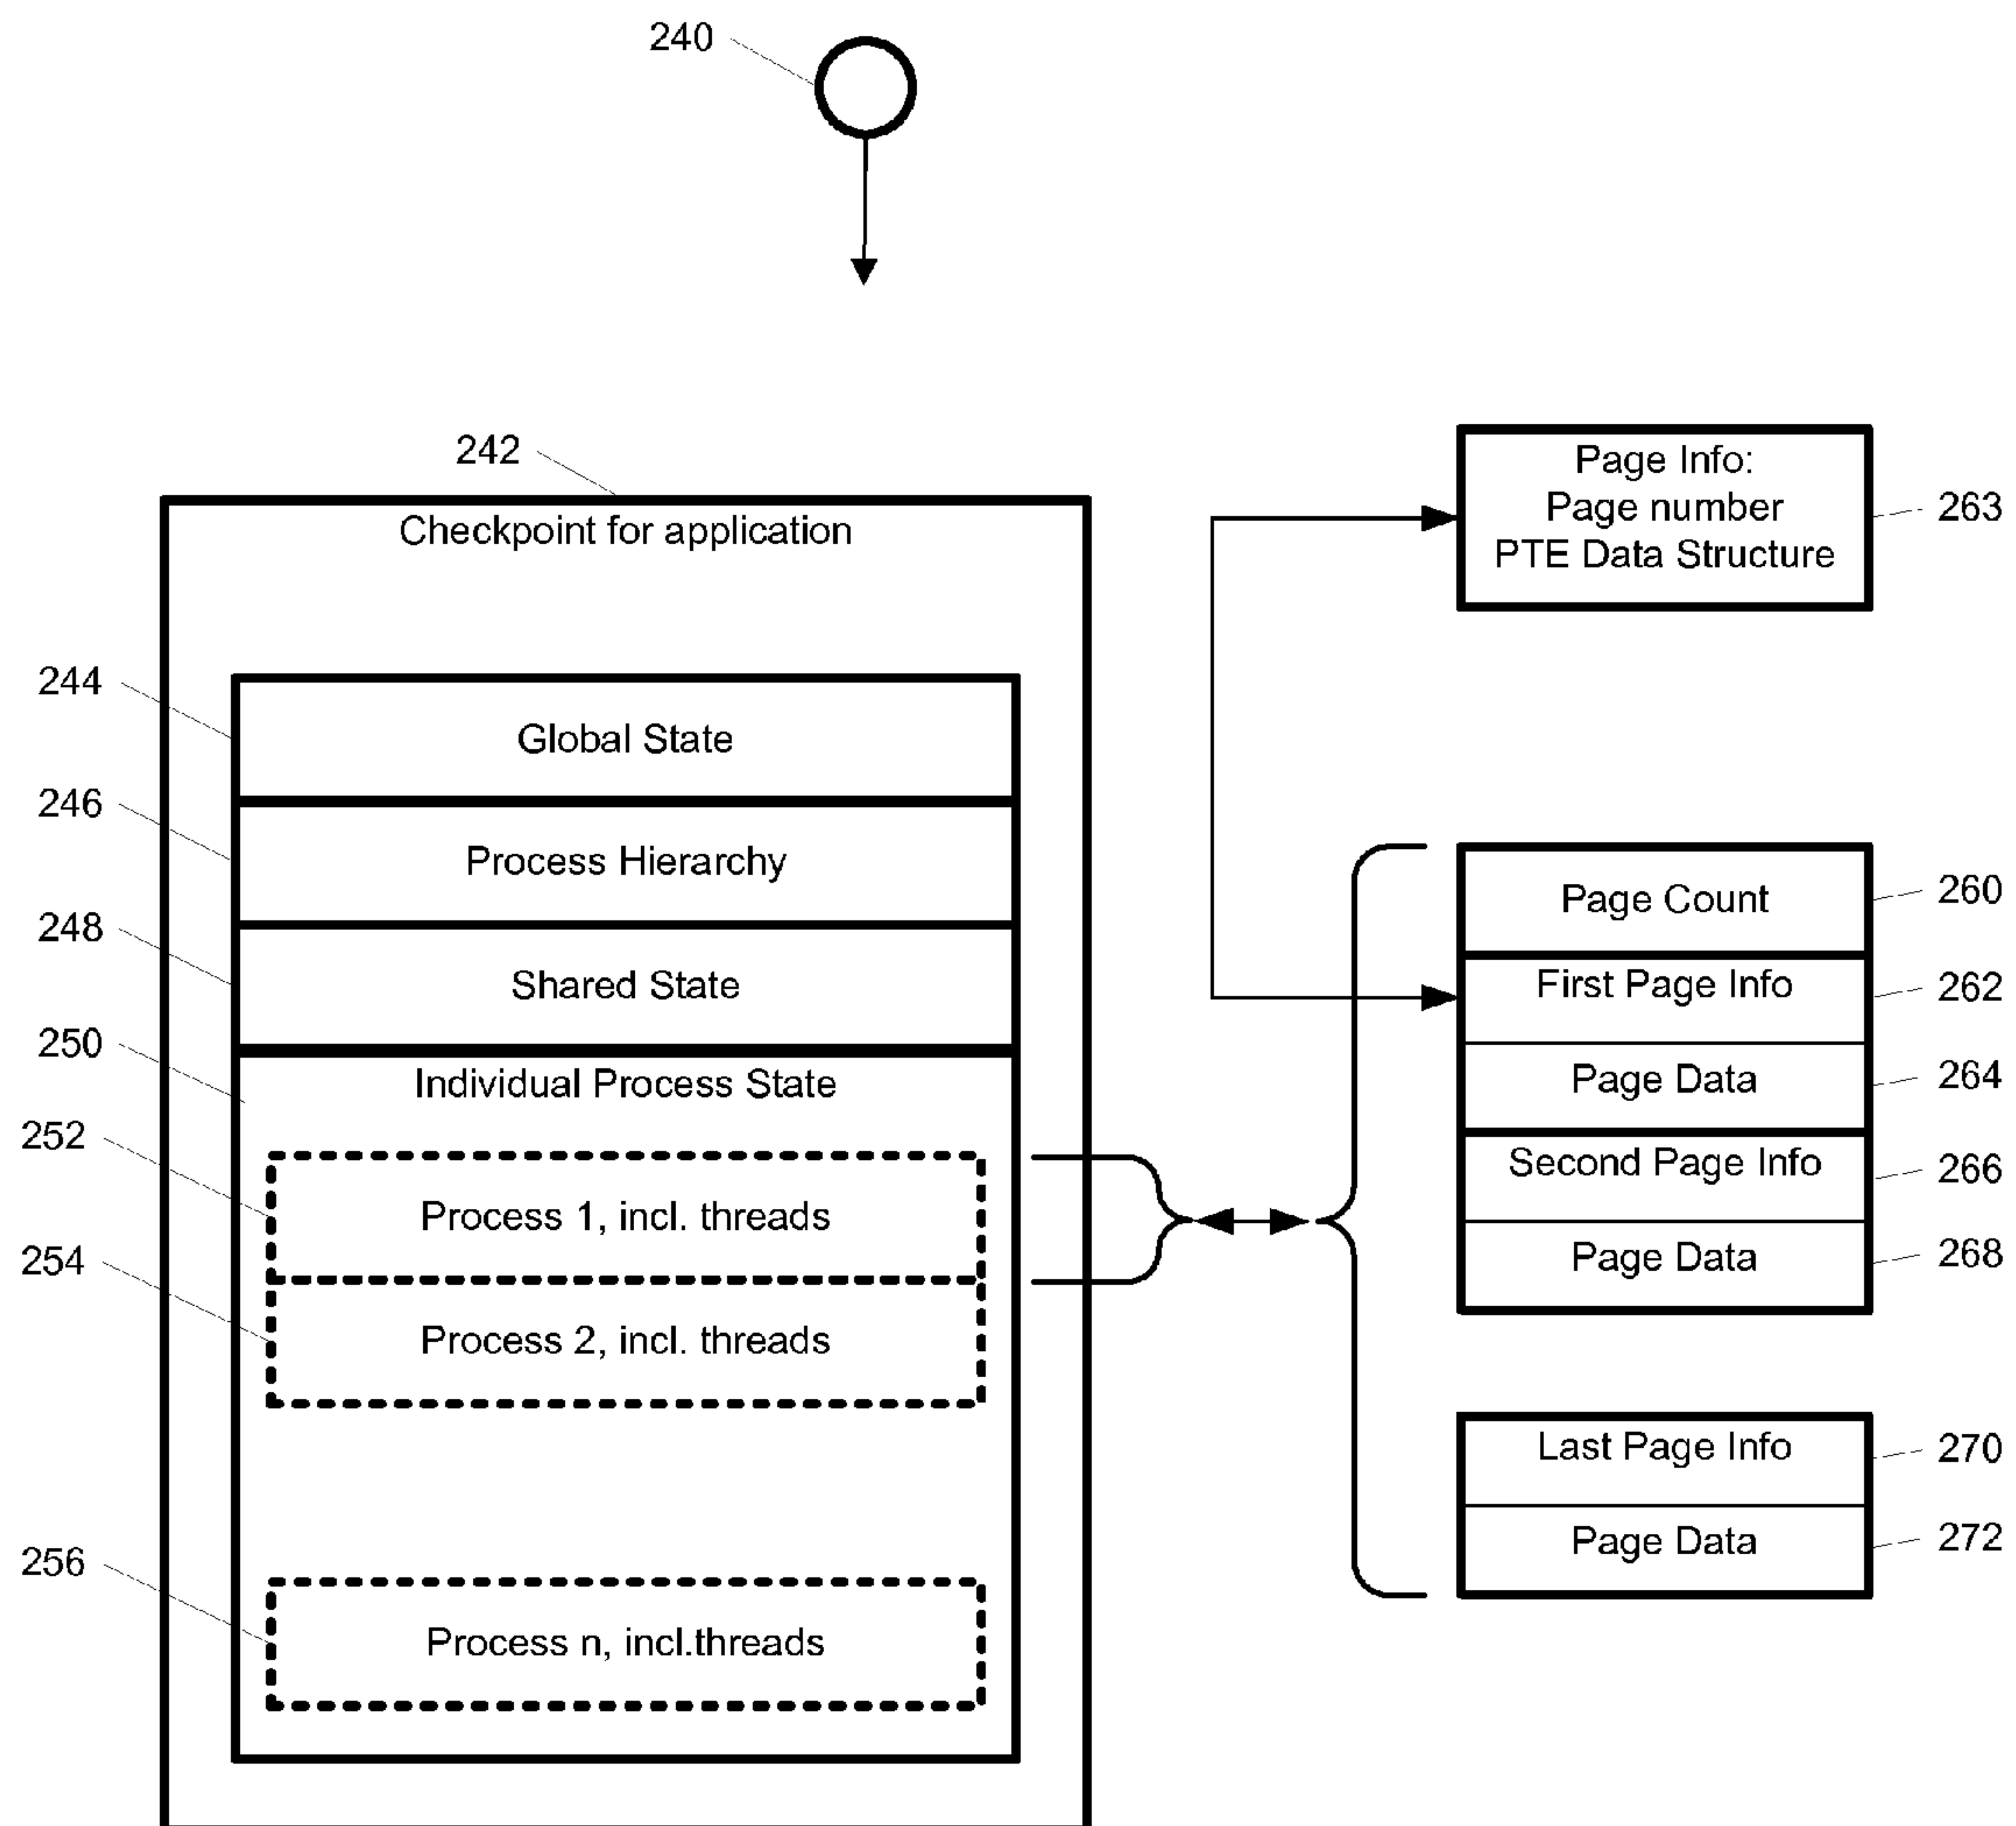 240
242
Checkpoint for application
244
Global State
246
Process Hierarchy
248
Shared State
250
Individual Process State
252
Process 1, incl. threads
254
Process 2, incl. threads
256
Process n, incl.threads
Page Info:
Page number
PTE Data Structure
263
Page Count
260
First Page Info
262
Page Data
264
Second Page Info
266
Page Data
268
Last Page Info
270
Page Data
272